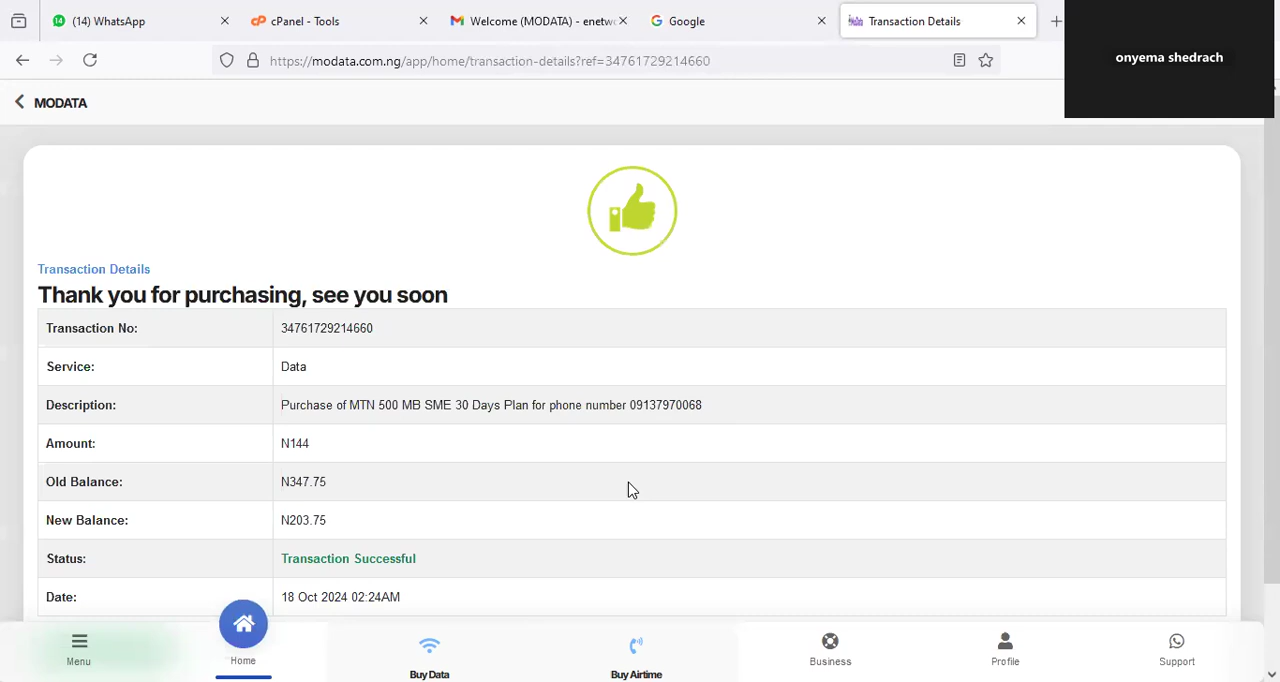 (14) WhatsApp
cPanel - Tools
Welcome (MODATA) - enetwo
Google
Transaction Details
onyema shedrach
https://modata.com.ng/app/home/transaction-details?ref=34761729214660
MODATA
Transaction Details
Thank you for purchasing, see you soon
Transaction No: 34761729214660
Service: Data
Description: Purchase of MTN 500 MB SME 30 Days Plan for phone number 09137970068
Amount: N144
Old Balance: N347.75
New Balance: N203.75
Status: Transaction Successful
Date: 18 Oct 2024 02:24AM
Menu
Home
Buy Data
Buy Airtime
Business
Profile
Support